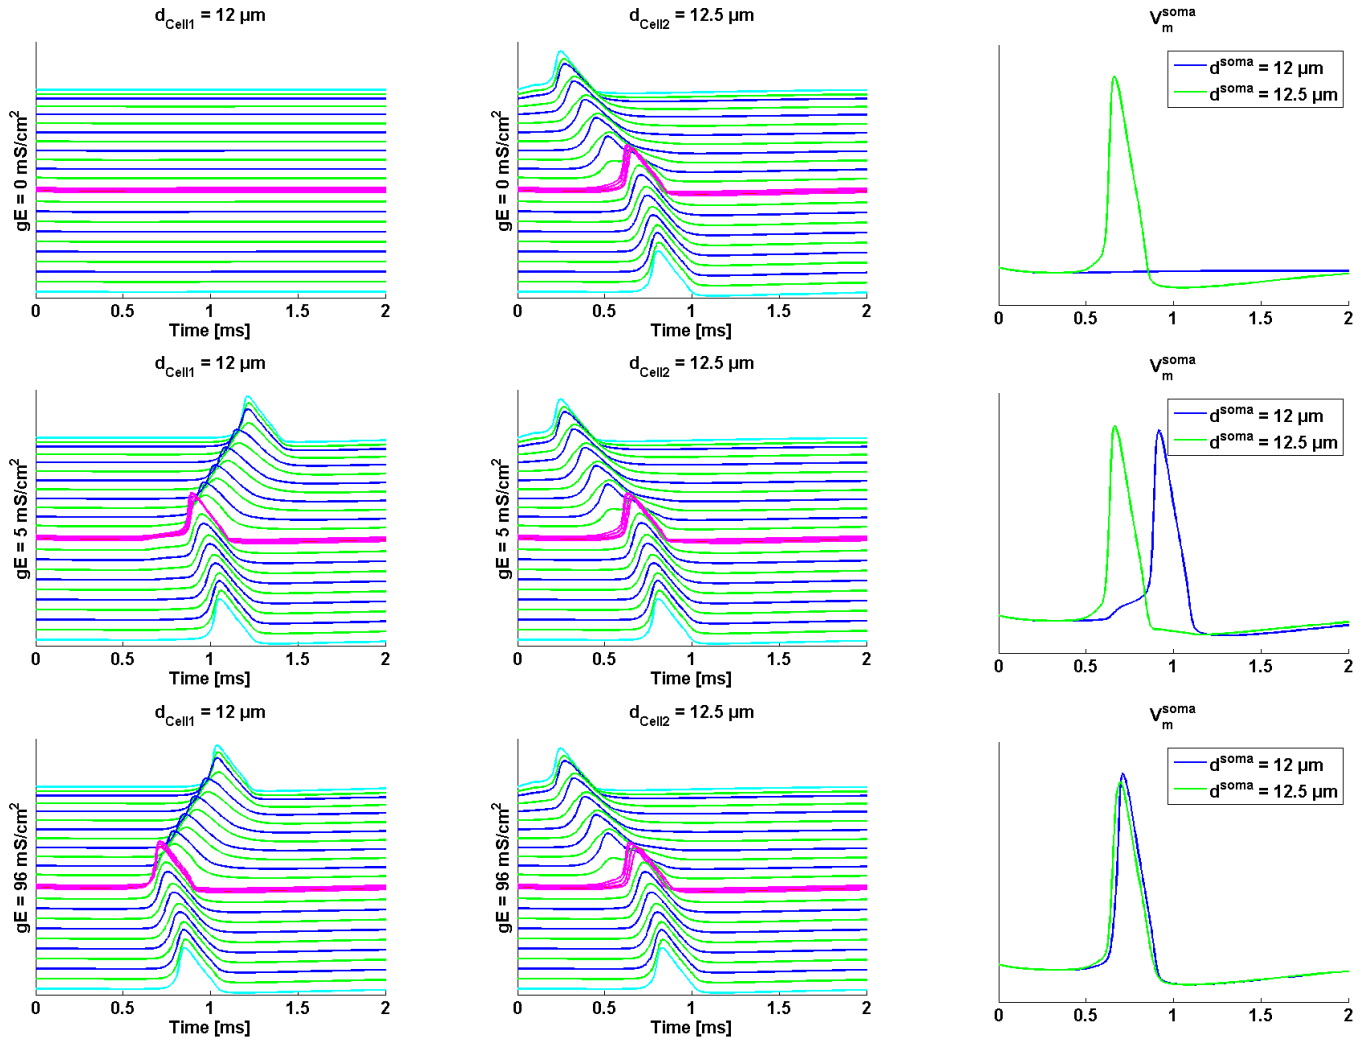 d_Cell1 = 12 µm
d_Cell2 = 12.5 µm
V_m^soma
gE = 0 mS/cm²
0 0.5 1 1.5 2
Time [ms]
gE = 0 mS/cm²
0 0.5 1 1.5 2
Time [ms]
d^soma = 12 µm
d^soma = 12.5 µm
0 0.5 1 1.5 2
d_Cell1 = 12 µm
d_Cell2 = 12.5 µm
V_m^soma
gE = 5 mS/cm²
0 0.5 1 1.5 2
Time [ms]
gE = 5 mS/cm²
0 0.5 1 1.5 2
Time [ms]
d^soma = 12 µm
d^soma = 12.5 µm
0 0.5 1 1.5 2
d_Cell1 = 12 µm
d_Cell2 = 12.5 µm
V_m^soma
gE = 96 mS/cm²
0 0.5 1 1.5 2
Time [ms]
gE = 96 mS/cm²
0 0.5 1 1.5 2
Time [ms]
d^soma = 12 µm
d^soma = 12.5 µm
0 0.5 1 1.5 2